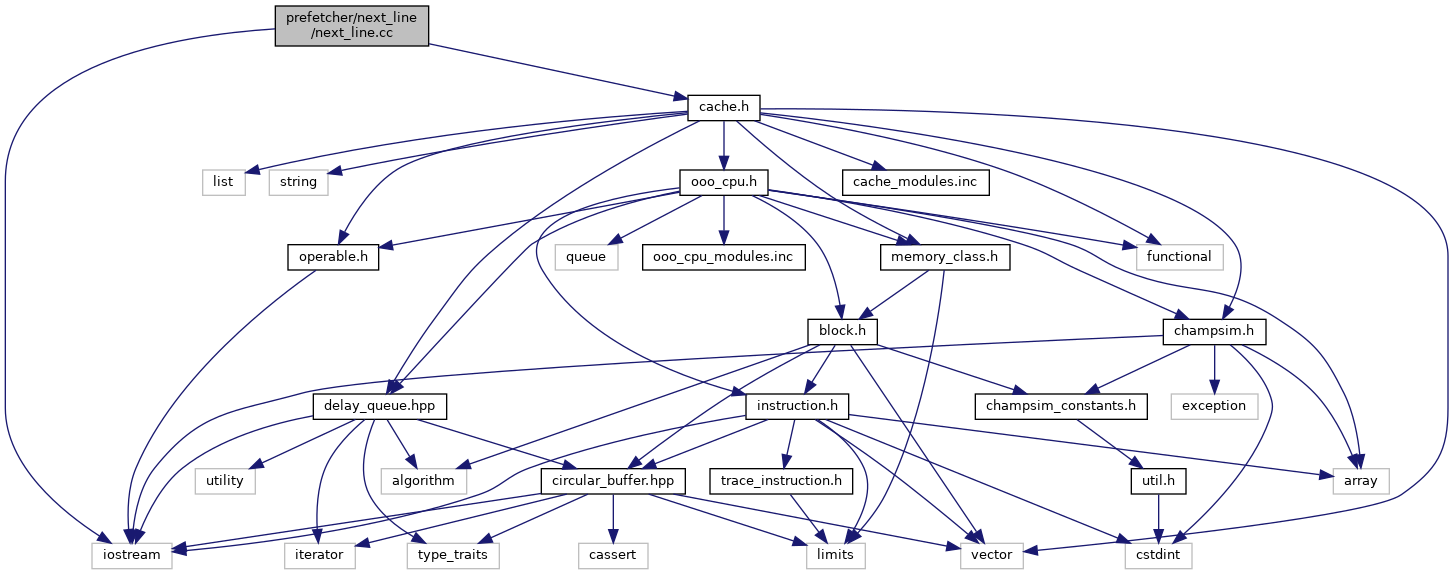 prefetcher/next_line
/next_line.cc
cache.h
list
string
ooo_cpu.h
cache_modules.inc
operable.h
queue
ooo_cpu_modules.inc
memory_class.h
functional
block.h
champsim.h
delay_queue.hpp
instruction.h
champsim_constants.h
exception
utility
algorithm
circular_buffer.hpp
trace_instruction.h
util.h
array
iostream
iterator
type_traits
cassert
limits
vector
cstdint